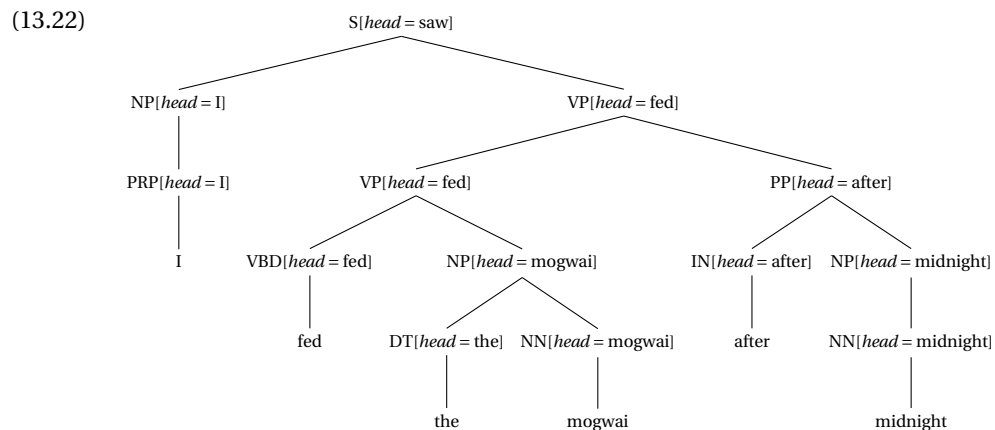 (13.22)
S[head = saw]
NP[head = I] VP[head = fed]
PRP[head = I] VP[head = fed] PP[head = after]
I VBD[head = fed] NP[head = mogwai] IN[head = after] NP[head = midnight]
fed DT[head = the] NN[head = mogwai] after NN[head = midnight]
the mogwai midnight